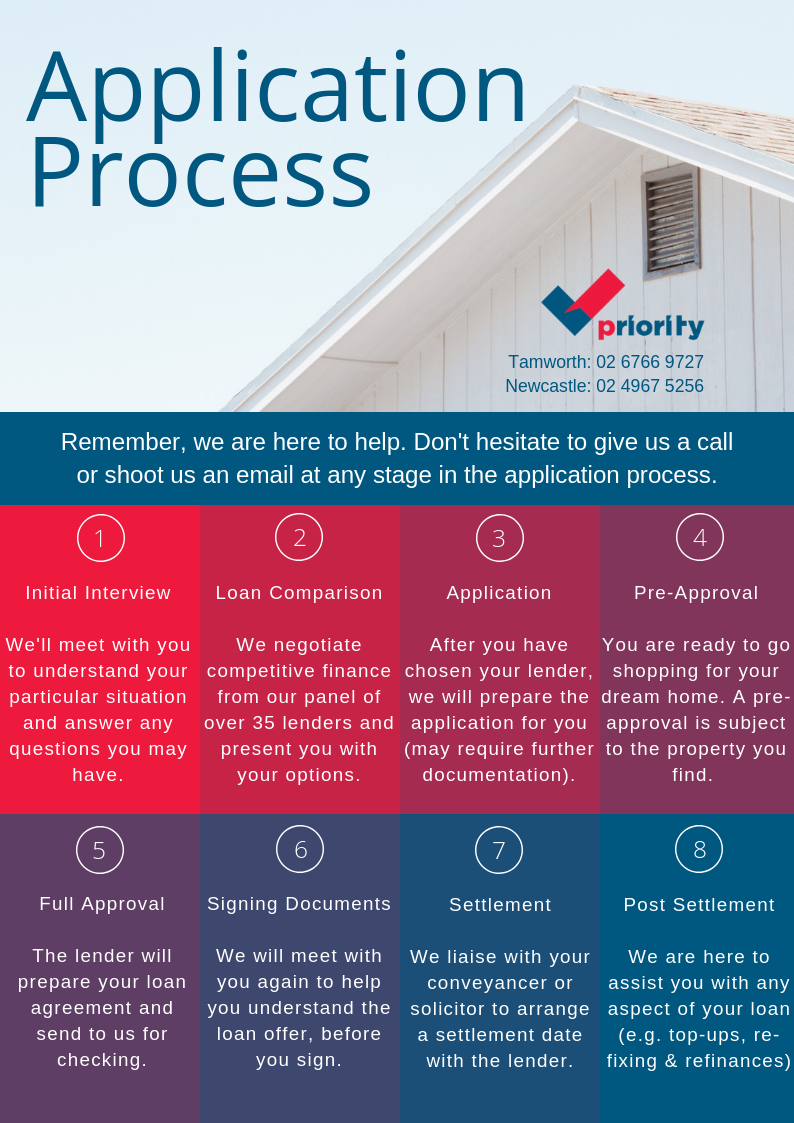 Application
Process
priority
Tamworth: 02 6766 9727
Newcastle: 02 4967 5256
Remember, we are here to help. Don't hesitate to give us a call
or shoot us an email at any stage in the application process.
1
Initial Interview
We'll meet with you
to understand your
particular situation
and answer any
questions you may
have.
2
Loan Comparison
We negotiate
competitive finance
from our panel of
over 35 lenders and
present you with
your options.
3
Application
After you have
chosen your lender,
we will prepare the
application for you
(may require further
documentation).
4
Pre-Approval
You are ready to go
shopping for your
dream home. A pre-
approval is subject
to the property you
find.
5
Full Approval
The lender will
prepare your loan
agreement and
send to us for
checking.
6
Signing Documents
We will meet with
you again to help
you understand the
loan offer, before
you sign.
7
Settlement
We liaise with your
conveyancer or
solicitor to arrange
a settlement date
with the lender.
8
Post Settlement
We are here to
assist you with any
aspect of your loan
(e.g. top-ups, re-
fixing & refinances)